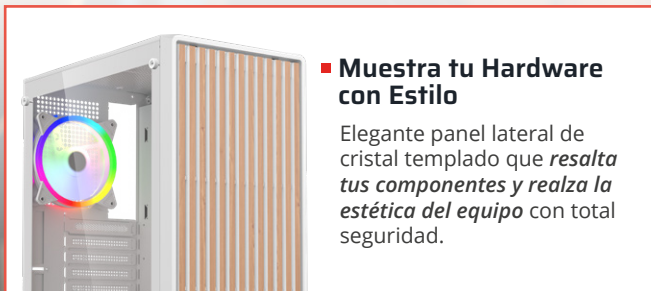 Muestra tu Hardware
con Estilo
Elegante panel lateral de
cristal templado que resalta
tus componentes y realza la
estética del equipo con total
seguridad.